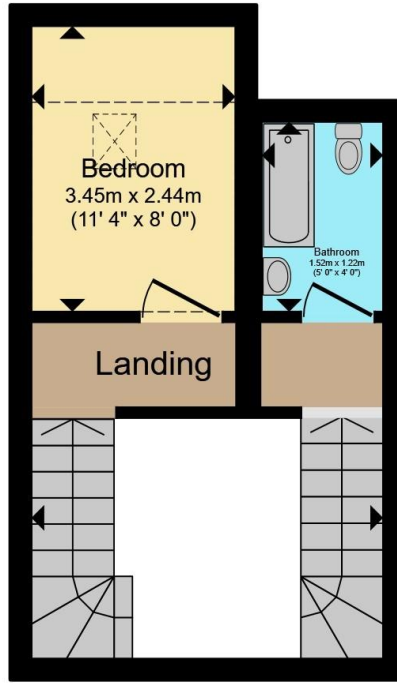 Bedroom
3.45m x 2.44m
(11' 4" x 8' 0")
Bathroom
1.52m x 1.22m
(5' 0" x 4' 0")
Landing